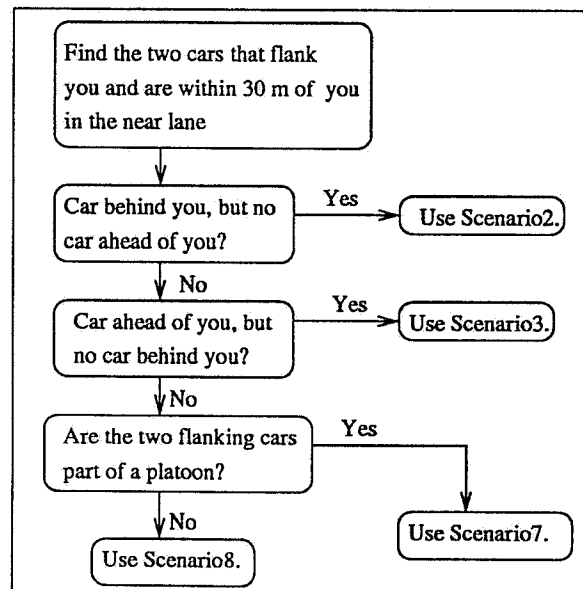 Find the two cars that flank
you and are within 30 m of you
in the near lane
Car behind you, but no
car ahead of you?
Yes
Use Scenario2.
No
Car ahead of you, but
no car behind you?
Yes
Use Scenario3.
No
Are the two flanking cars
part of a platoon?
Yes
Use Scenario7.
No
Use Scenario8.